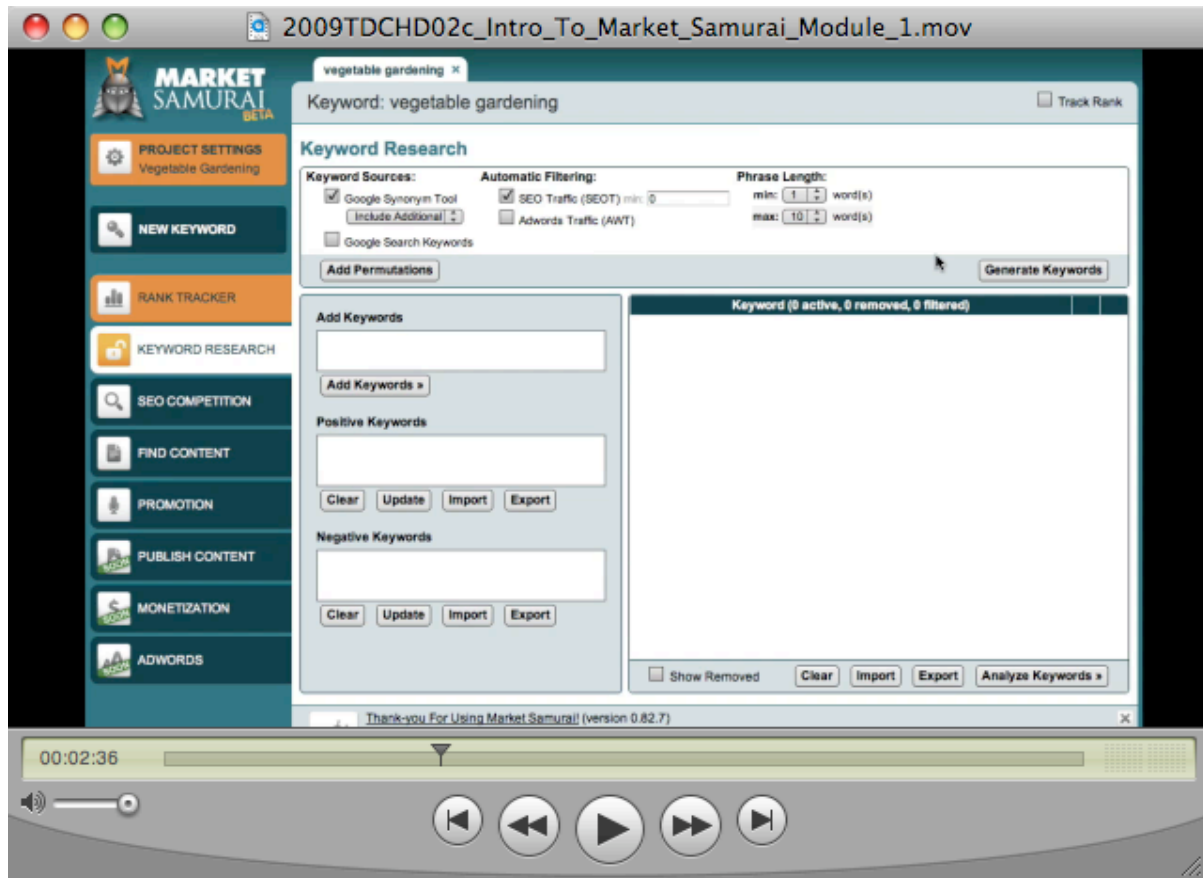 2009TDCHD02c_Intro_To_Market_Samurai_Module_1.mov
MARKET
SAMURAI
BETA
vegetable gardening ×
Keyword: vegetable gardening
Track Rank
PROJECT SETTINGS
Vegetable Gardening
NEW KEYWORD
RANK TRACKER
KEYWORD RESEARCH
SEO COMPETITION
FIND CONTENT
PROMOTION
PUBLISH CONTENT
SOON
MONETIZATION
SOON
ADWORDS
SOON
Keyword Research
Keyword Sources: Automatic Filtering: Phrase Length:
Google Synonym Tool SEO Traffic (SEOT) min: 0 min: 1 word(s)
Include Additional Adwords Traffic (AWT) max: 10 word(s)
Google Search Keywords
Add Permutations Generate Keywords
Add Keywords
Add Keywords »
Positive Keywords
Clear Update Import Export
Negative Keywords
Clear Update Import Export
Keyword (0 active, 0 removed, 0 filtered)
Show Removed Clear Import Export Analyze Keywords »
Thank-you For Using Market Samurai! (version 0.82.7) ×
00:02:36